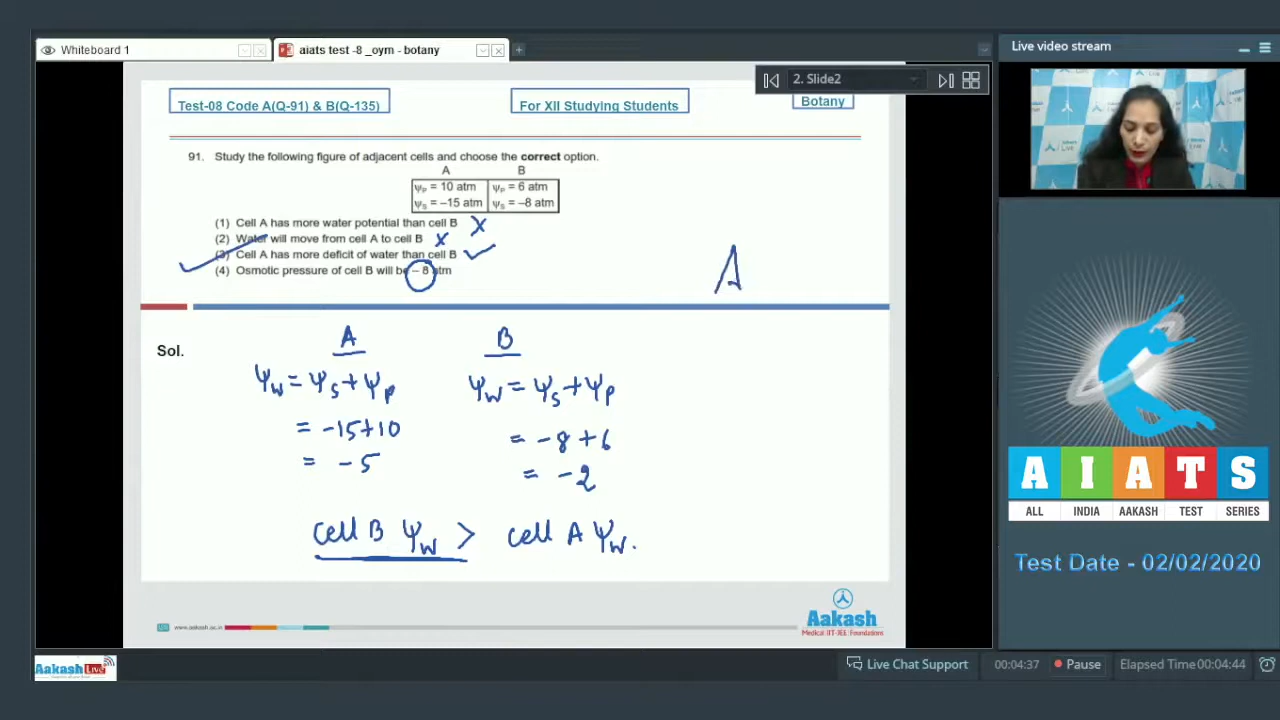 Whiteboard 1
aiats test -8 _oym - botany
Live video stream
2. Slide2
Test-08 Code A(Q-91) & B(Q-135)
For XII Studying Students
Botany
91. Study the following figure of adjacent cells and choose the correct option.
A B
ψP = 10 atm ψP = 6 atm
ψS = –15 atm ψS = –8 atm
(1) Cell A has more water potential than cell B X
(2) Water will move from cell A to cell B x
(3) Cell A has more deficit of water than cell B ✓
(4) Osmotic pressure of cell B will be – 8 atm
A
Sol.
A B
ψw = ψs + ψp ψw = ψs + ψp
= -15+10 = -8 + 6
= -5 = -2
cell B ψw > cell A ψw.
www.aakash.ac.in
Aakash
Medical IIT-JEE Foundations
A I A T S
ALL INDIA AAKASH TEST SERIES
Test Date - 02/02/2020
Aakash Live
Live Chat Support
00:04:37
Pause
Elapsed Time 00:04:44